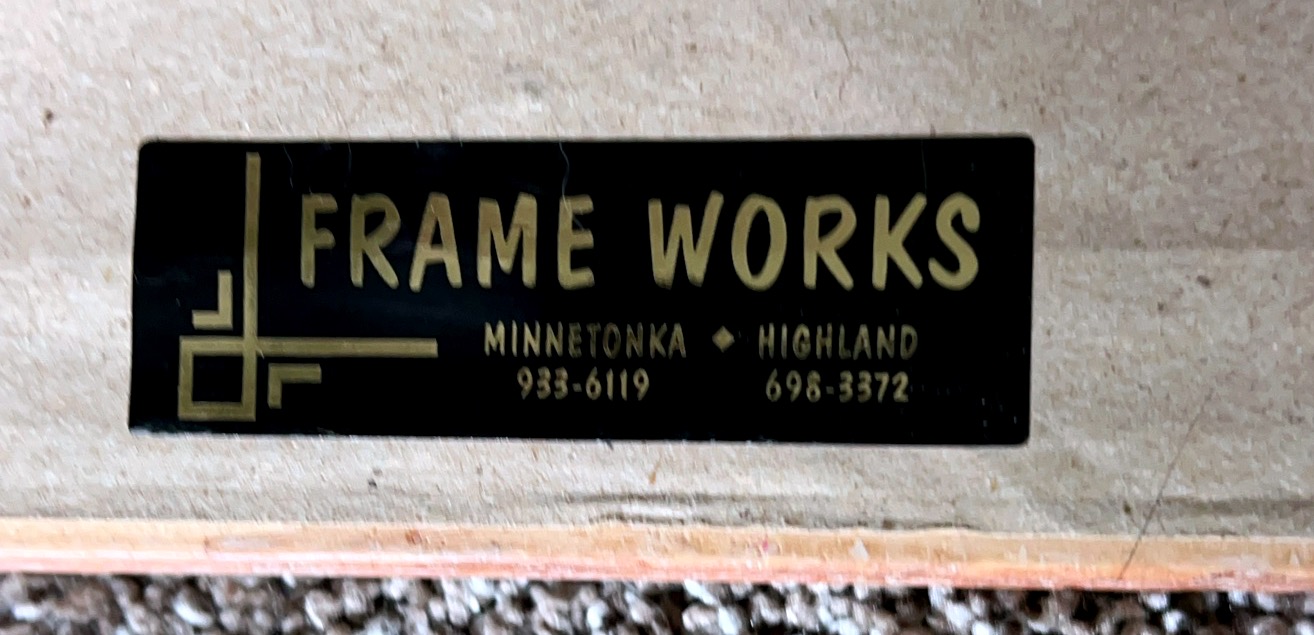 FRAME WORKS
MINNETONKA ◆ HIGHLAND
933-6119 698-3372